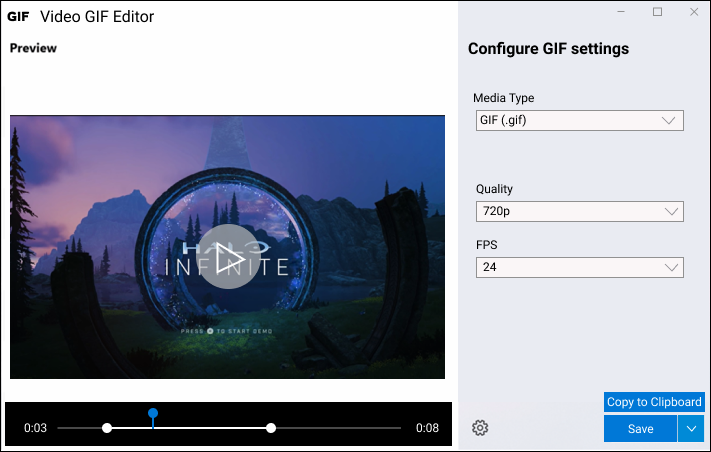 GIF Video GIF Editor
Preview
HALO
INFINITE
PRESS TO START DEMO
0:03
0:08
Configure GIF settings
Media Type
GIF (.gif)
Quality
720p
FPS
24
Copy to Clipboard
Save